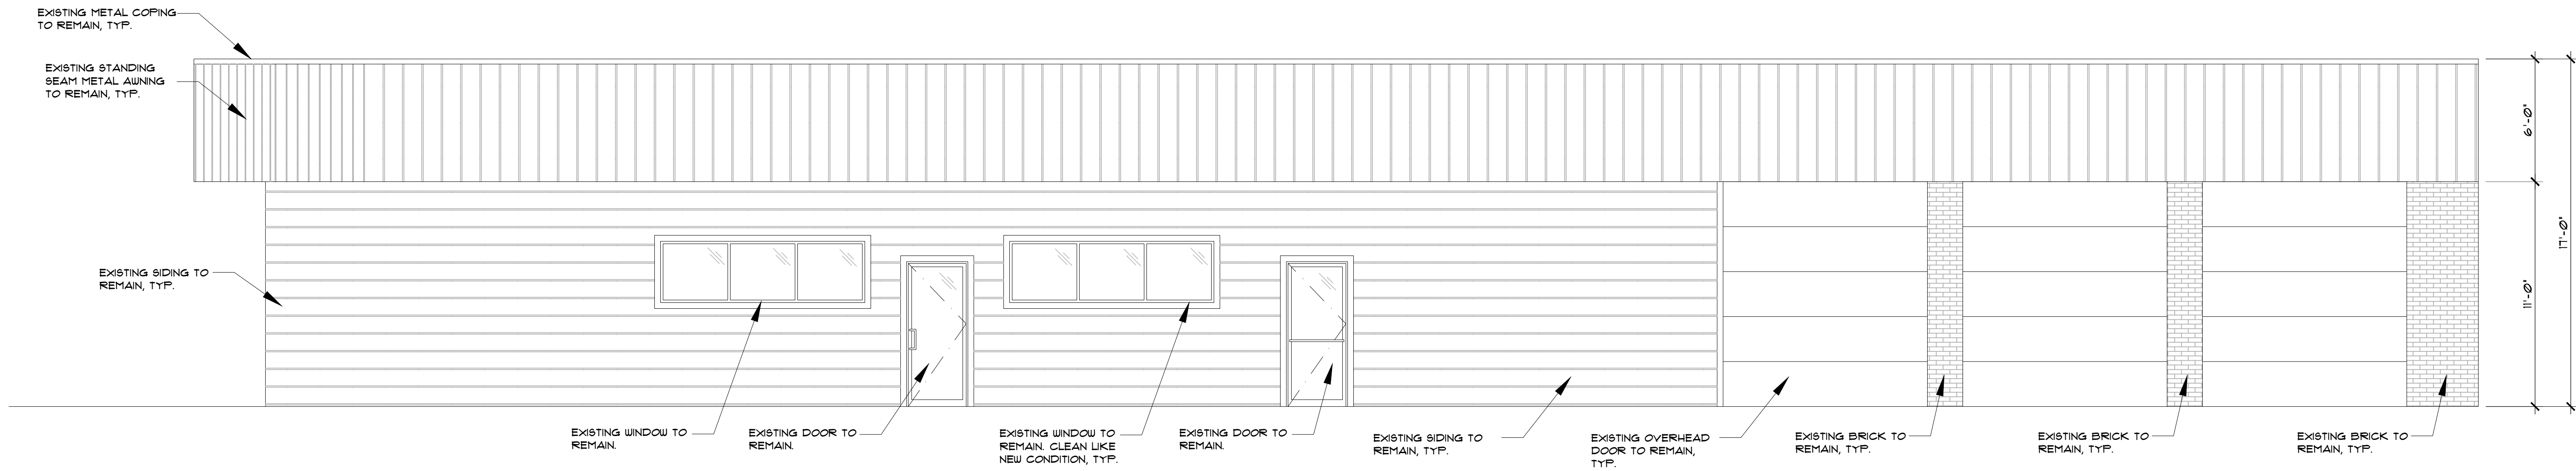 EXISTING METAL COPING
TO REMAIN, TYP.
EXISTING STANDING
SEAM METAL AWNING
TO REMAIN, TYP.
6'-0"
17'-0"
11'-0"
EXISTING SIDING TO
REMAIN, TYP.
EXISTING WINDOW TO
REMAIN.
EXISTING DOOR TO
REMAIN.
EXISTING WINDOW TO
REMAIN. CLEAN LIKE
NEW CONDITION, TYP.
EXISTING DOOR TO
REMAIN.
EXISTING SIDING TO
REMAIN, TYP.
EXISTING OVERHEAD
DOOR TO REMAIN,
TYP.
EXISTING BRICK TO
REMAIN, TYP.
EXISTING BRICK TO
REMAIN, TYP.
EXISTING BRICK TO
REMAIN, TYP.